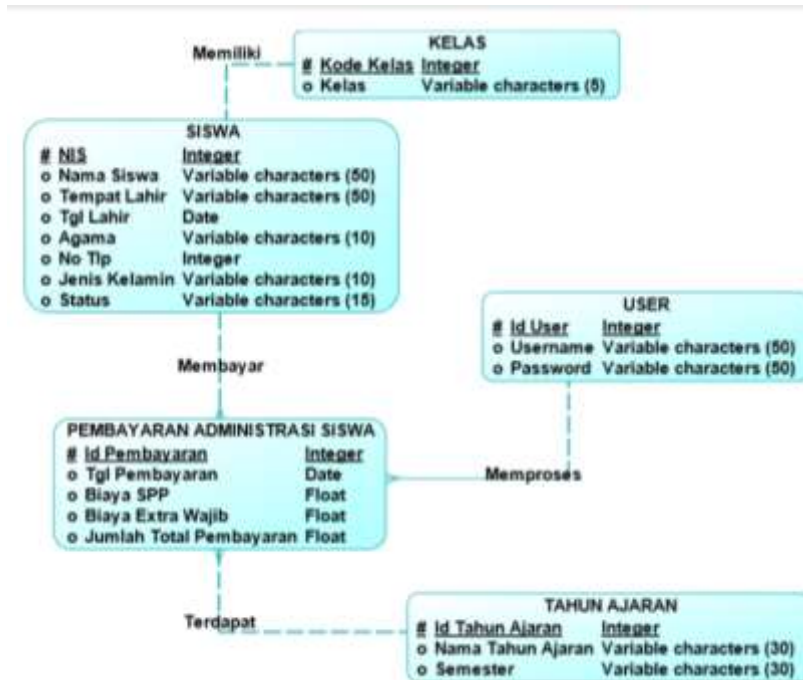 Memiliki
KELAS
# Kode Kelas Integer
o Kelas Variable characters (5)
SISWA
# NIS Integer
o Nama Siswa Variable characters (50)
o Tempat Lahir Variable characters (50)
o Tgl Lahir Date
o Agama Variable characters (10)
o No Tlp Integer
o Jenis Kelamin Variable characters (10)
o Status Variable characters (15)
USER
# Id User Integer
o Username Variable characters (50)
o Password Variable characters (50)
Membayar
PEMBAYARAN ADMINISTRASI SISWA
# Id Pembayaran Integer
o Tgl Pembayaran Date
o Biaya SPP Float
o Biaya Extra Wajib Float
o Jumlah Total Pembayaran Float
Memproses
Terdapat
TAHUN AJARAN
# Id Tahun Ajaran Integer
o Nama Tahun Ajaran Variable characters (30)
o Semester Variable characters (30)